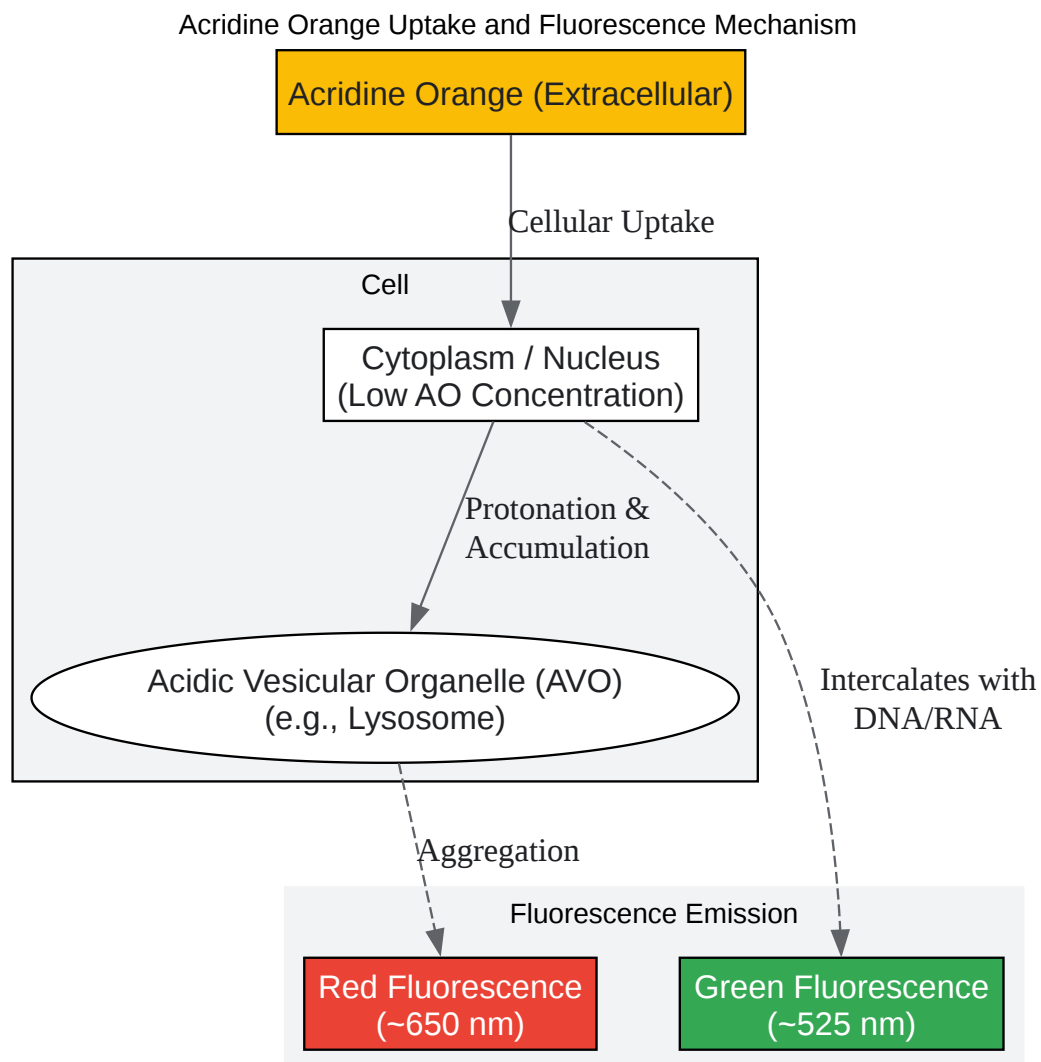 Acridine Orange Uptake and Fluorescence Mechanism
Acridine Orange (Extracellular)
Cellular Uptake
Cell
Cytoplasm / Nucleus
(Low AO Concentration)
Protonation &
Accumulation
Acidic Vesicular Organelle (AVO)
(e.g., Lysosome)
Intercalates with
DNA/RNA
Aggregation
Fluorescence Emission
Red Fluorescence
(~650 nm)
Green Fluorescence
(~525 nm)